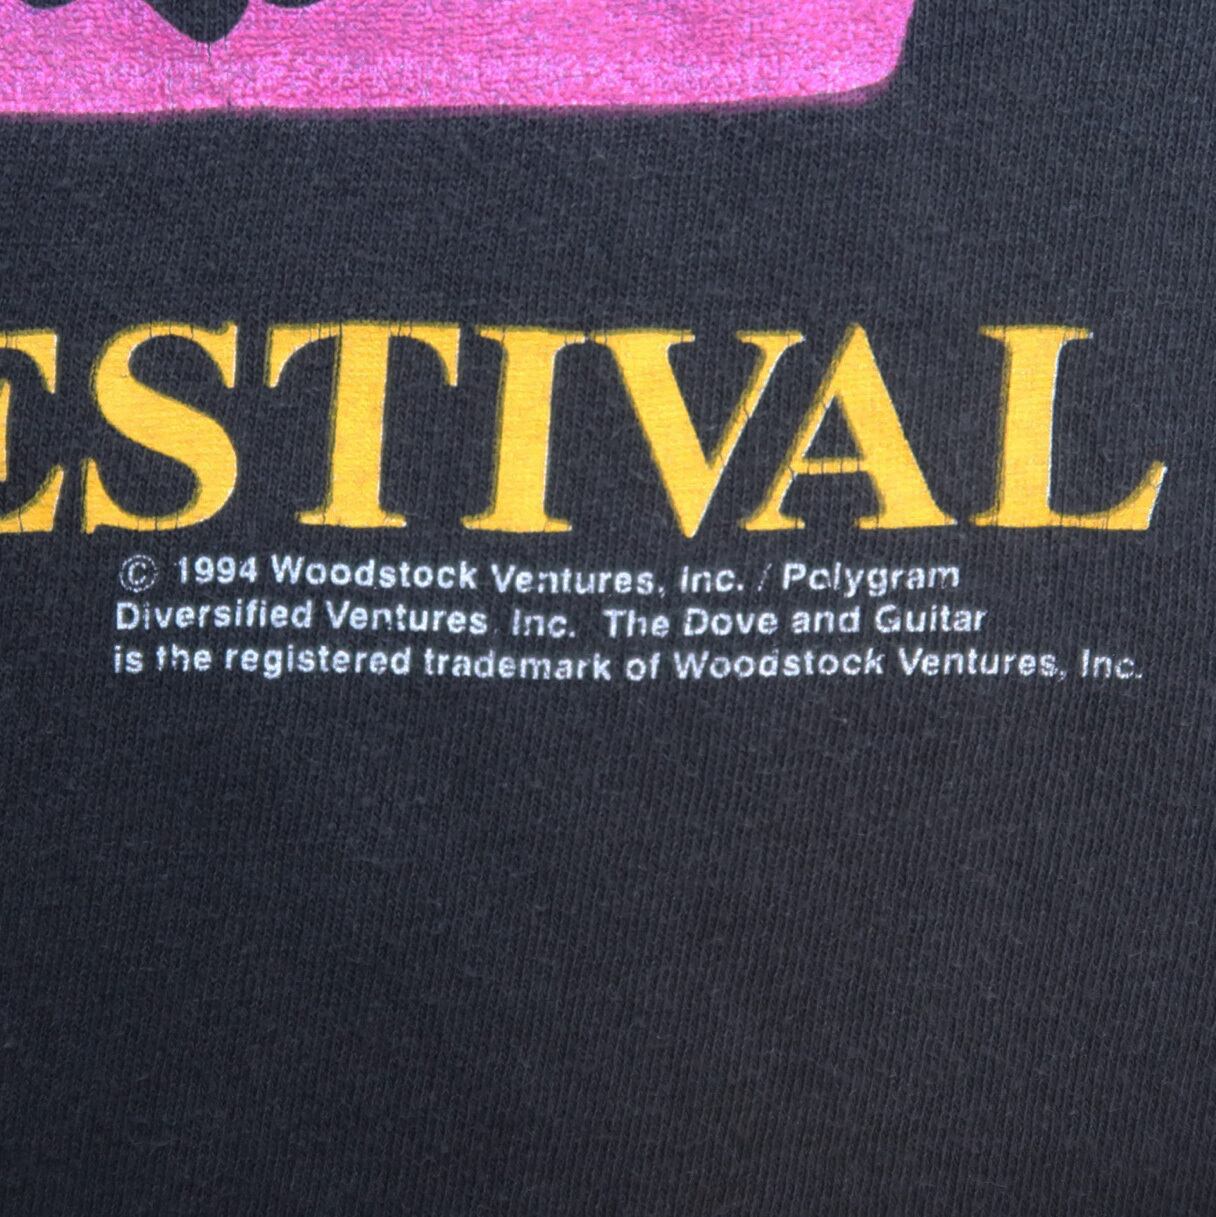 ESTIVAL
© 1994 Woodstock Ventures, Inc. / Polygram
Diversified Ventures, Inc. The Dove and Guitar
is the registered trademark of Woodstock Ventures, Inc.